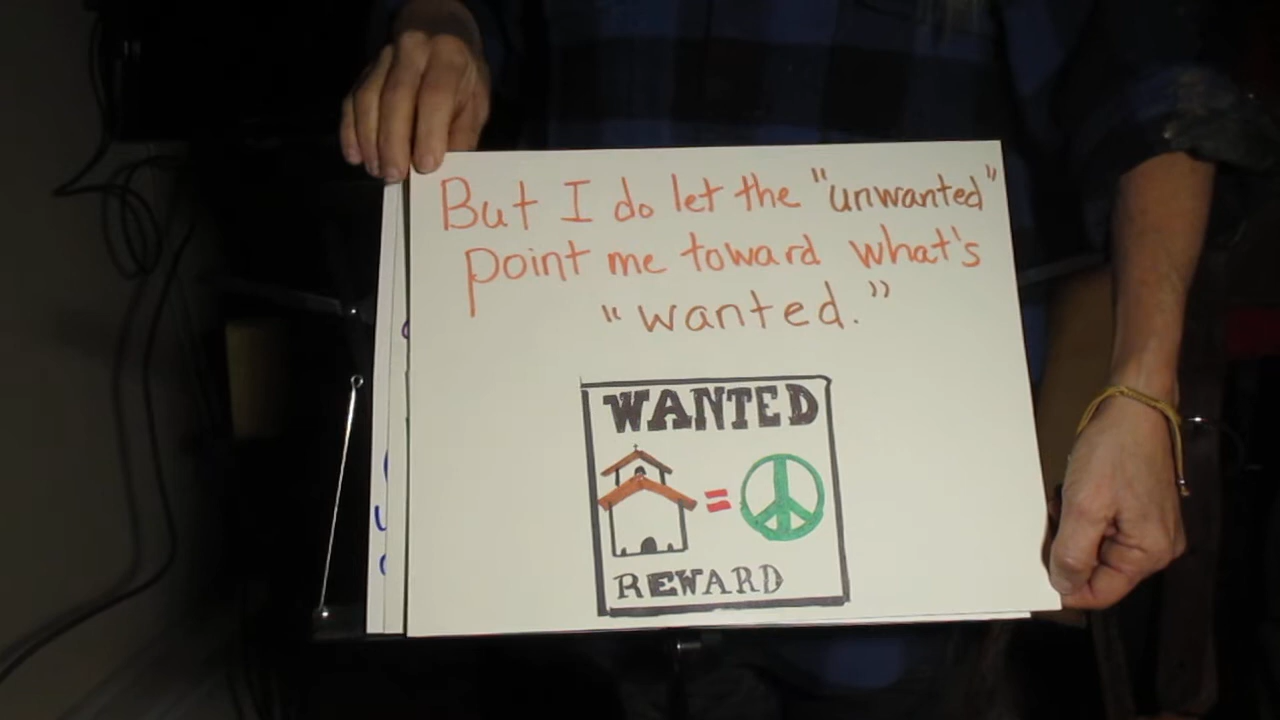 But I do let the "unwanted"
point me toward what's
"wanted."
WANTED
=
REWARD